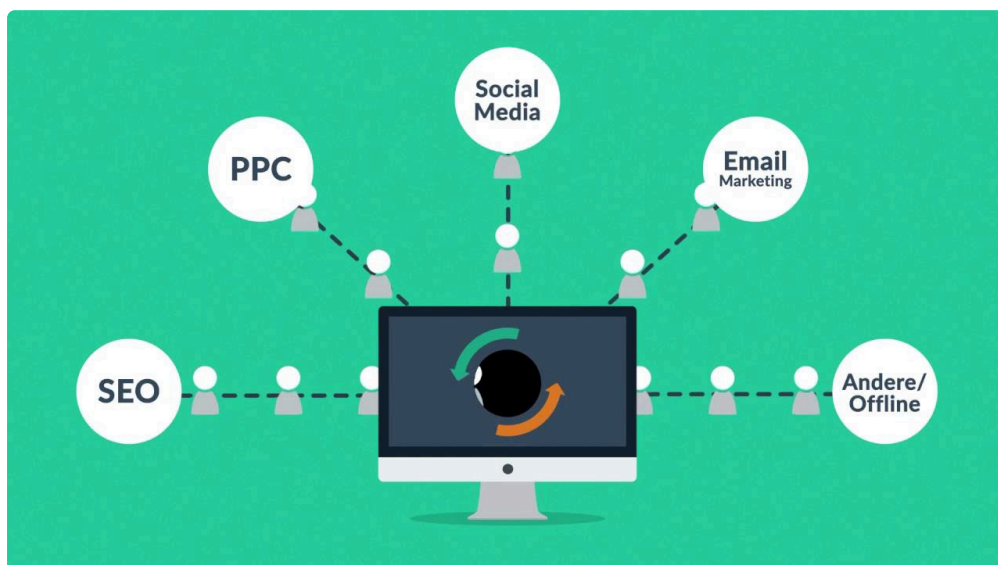 Social
Media
PPC
Email
Marketing
SEO
Andere/
Offline